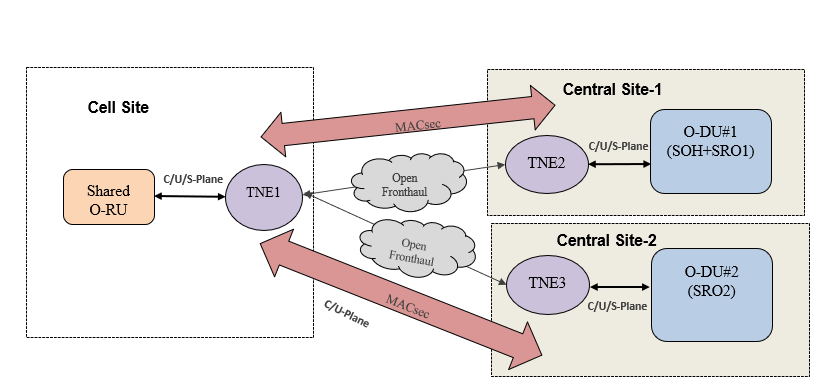 Cell Site
Shared
O-RU
C/U/S-Plane
TNE1
MACsec
Open
Fronthaul
Open
Fronthaul
MACsec
C/U-Plane
Central Site-1
TNE2
C/U/S-Plane
O-DU#1
(SOH+SRO1)
Central Site-2
TNE3
C/U/S-Plane
O-DU#2
(SRO2)